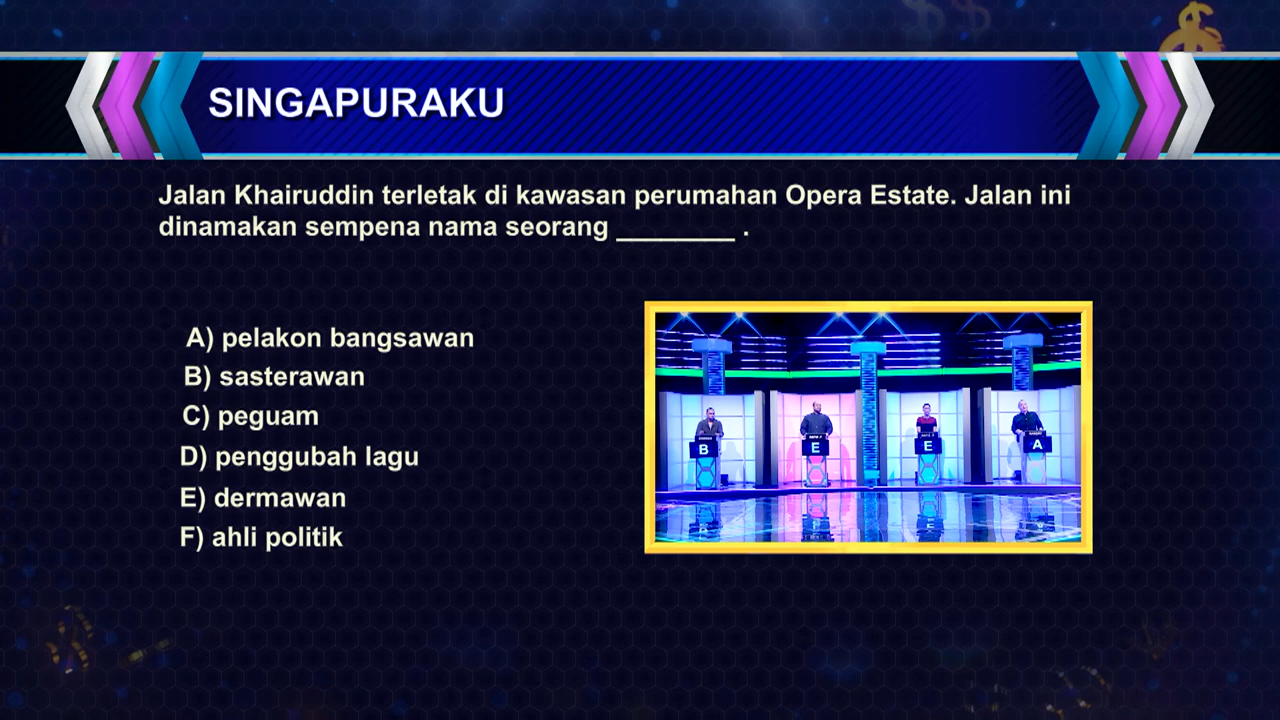 SINGAPURAKU
Jalan Khairuddin terletak di kawasan perumahan Opera Estate. Jalan ini
dinamakan sempena nama seorang ________ .
A) pelakon bangsawan
B) sasterawan
C) peguam
D) penggubah lagu
E) dermawan
F) ahli politik
B
E
E
A